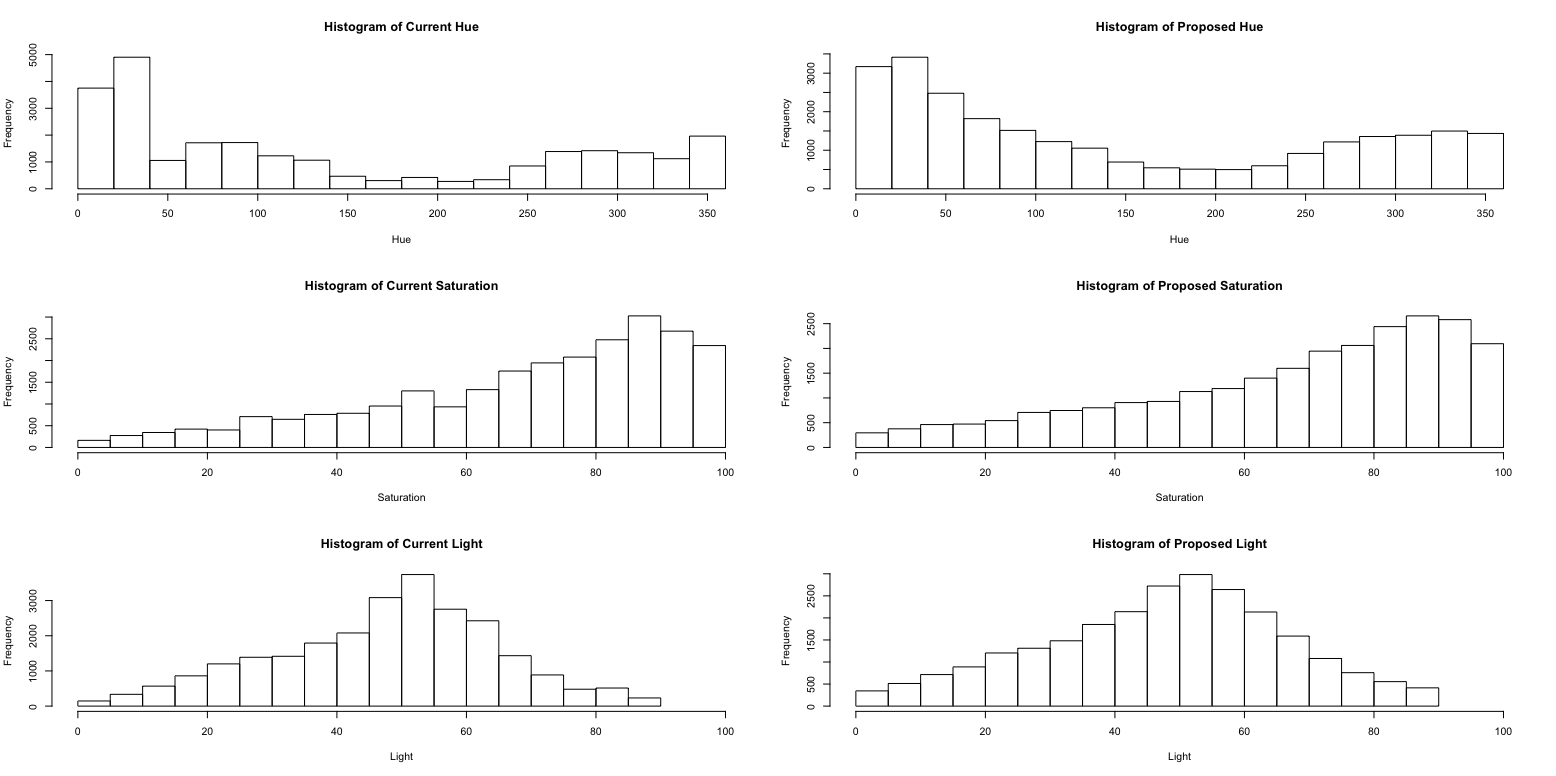 Histogram of Current Hue
Frequency
0 1000 3000 5000
0 50 100 150 200 250 300 350
Hue
Histogram of Proposed Hue
Frequency
0 1000 2000 3000
0 50 100 150 200 250 300 350
Hue
Histogram of Current Saturation
Frequency
0 500 1500 2500
0 20 40 60 80 100
Saturation
Histogram of Proposed Saturation
Frequency
0 500 1500 2500
0 20 40 60 80 100
Saturation
Histogram of Current Light
Frequency
0 1000 2000 3000
0 20 40 60 80 100
Light
Histogram of Proposed Light
Frequency
0 500 1500 2500
0 20 40 60 80 100
Light